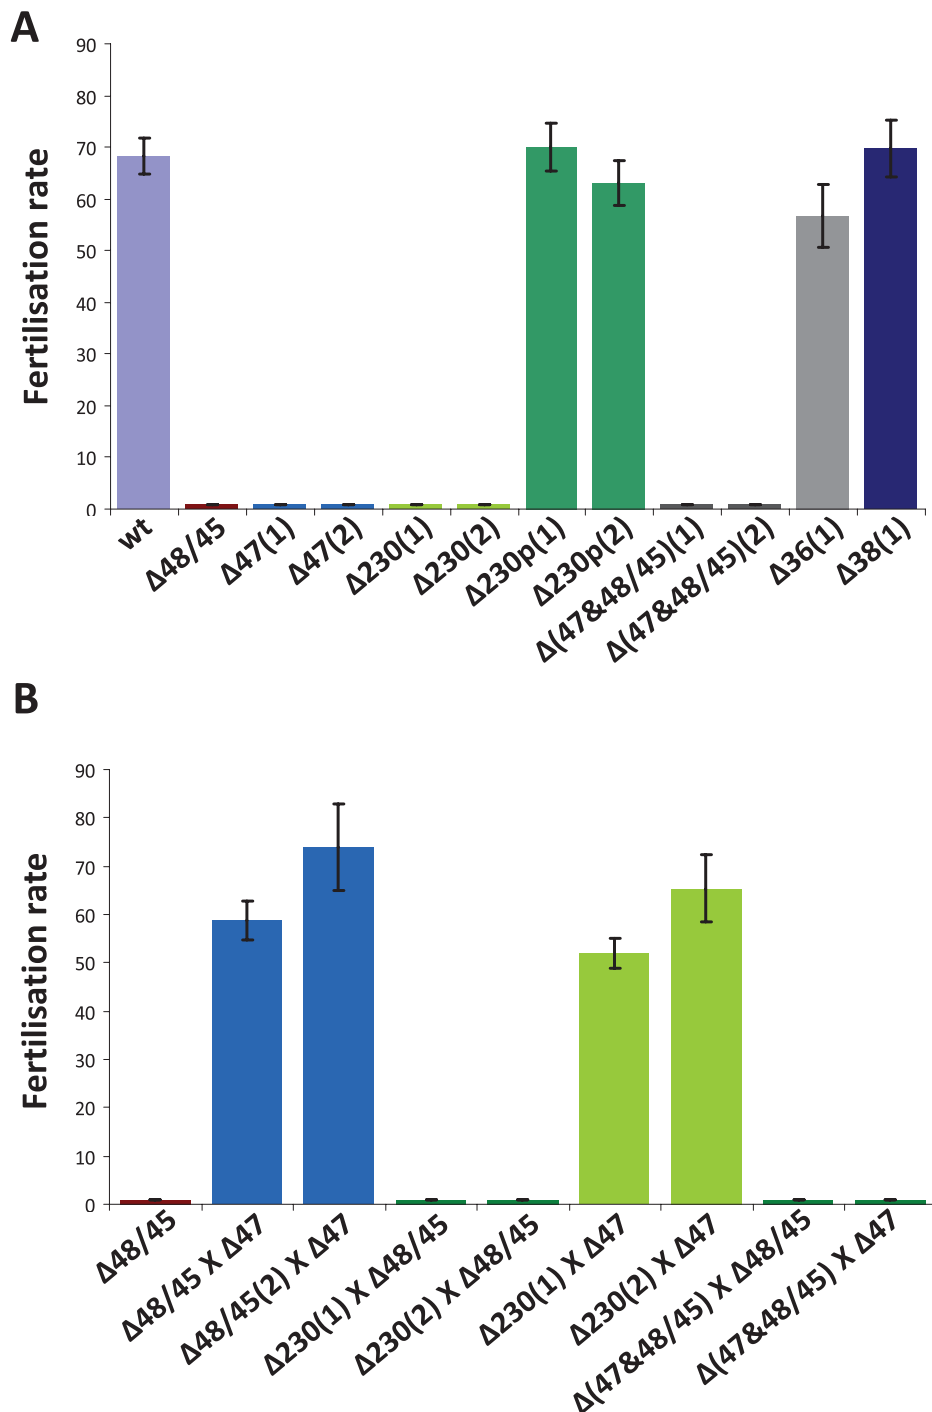 A
Fertilisation rate
90
80
70
60
50
40
30
20
10
0
wt
Δ48/45
Δ47(1)
Δ47(2)
Δ230(1)
Δ230(2)
Δ230p(1)
Δ230p(2)
Δ(47&48/45)(1)
Δ(47&48/45)(2)
Δ36(1)
Δ38(1)
B
Fertilisation rate
90
80
70
60
50
40
30
20
10
0
Δ48/45
Δ48/45 X Δ47
Δ48/45(2) X Δ47
Δ230(1) X Δ48/45
Δ230(2) X Δ48/45
Δ230(1) X Δ47
Δ230(2) X Δ47
Δ(47&48/45) X Δ48/45
Δ(47&48/45) X Δ47